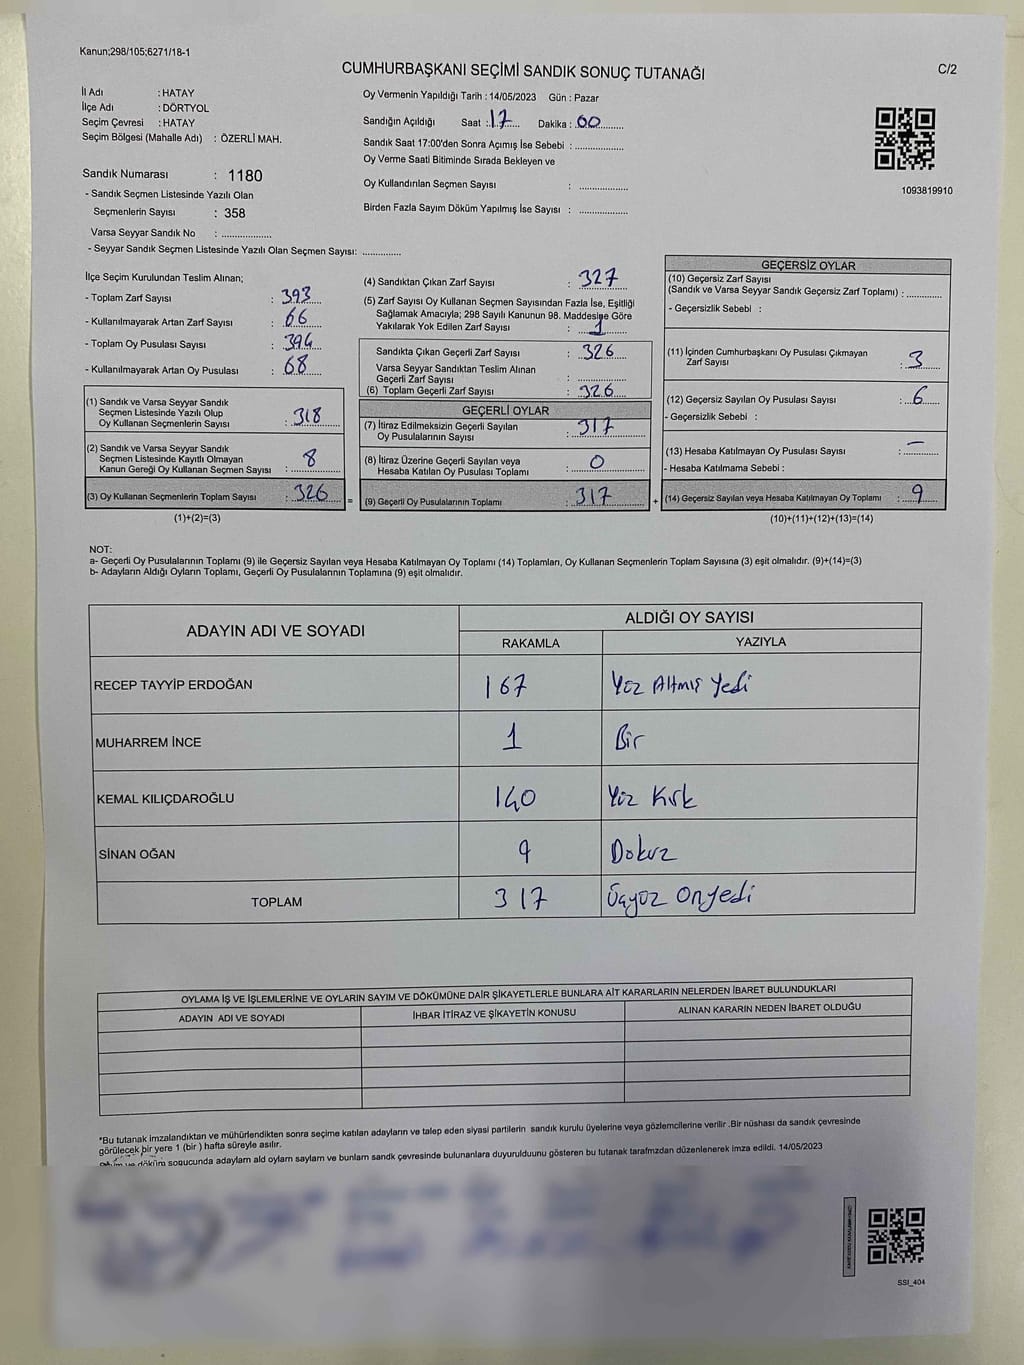 Kanun;298/105;6271/18-1
CUMHURBAŞKANI SEÇİMİ SANDIK SONUÇ TUTANAĞI
C/2
İl Adı : HATAY
İlçe Adı : DÖRTYOL
Seçim Çevresi : HATAY
Seçim Bölgesi (Mahalle Adı) : ÖZERLİ MAH.
Sandık Numarası : 1180
- Sandık Seçmen Listesinde Yazılı Olan
Seçmenlerin Sayısı : 358
Varsa Seyyar Sandık No : ..................
- Seyyar Sandık Seçmen Listesinde Yazılı Olan Seçmen Sayısı: ..............
Oy Vermenin Yapıldığı Tarih : 14/05/2023 Gün : Pazar
Sandığın Açıldığı Saat : 17 Dakika : 00
Sandık Saat 17:00'den Sonra Açımış İse Sebebi : ..................
Oy Verme Saati Bitiminde Sırada Bekleyen ve
Oy Kullandırılan Seçmen Sayısı : ..................
Birden Fazla Sayım Döküm Yapılmış İse Sayısı : ..................
1093819910
İlçe Seçim Kurulundan Teslim Alınan;
- Toplam Zarf Sayısı : 393
- Kullanılmayarak Artan Zarf Sayısı : 66
- Toplam Oy Pusulası Sayısı : 394
- Kullanılmayarak Artan Oy Pusulası : 68
(1) Sandık ve Varsa Seyyar Sandık
Seçmen Listesinde Yazılı Olup
Oy Kullanan Seçmenlerin Sayısı : 318
(2) Sandık ve Varsa Seyyar Sandık
Seçmen Listesinde Kayıtlı Olmayan
Kanun Gereği Oy Kullanan Seçmen Sayısı : 8
(3) Oy Kullanan Seçmenlerin Toplam Sayısı : 326
(1)+(2)=(3)
(4) Sandıktan Çıkan Zarf Sayısı : 327
(5) Zarf Sayısı Oy Kullanan Seçmen Sayısından Fazla İse, Eşitliği
Sağlamak Amacıyla; 298 Sayılı Kanunun 98. Maddesine Göre
Yakılarak Yok Edilen Zarf Sayısı : 1
Sandıkta Çıkan Geçerli Zarf Sayısı : 326
Varsa Seyyar Sandıktan Teslim Alınan
Geçerli Zarf Sayısı : ..................
(6) Toplam Geçerli Zarf Sayısı : 326
GEÇERLİ OYLAR
(7) İtiraz Edilmeksizin Geçerli Sayılan
Oy Pusulalarının Sayısı : 317
(8) İtiraz Üzerine Geçerli Sayılan veya
Hesaba Katılan Oy Pusulası Toplamı : 0
= (9) Geçerli Oy Pusulalarının Toplamı : 317 +
GEÇERSİZ OYLAR
(10) Geçersiz Zarf Sayısı
(Sandık ve Varsa Seyyar Sandık Geçersiz Zarf Toplamı) : .............
- Geçersizlik Sebebi :
(11) İçinden Cumhurbaşkanı Oy Pusulası Çıkmayan
Zarf Sayısı : 3
(12) Geçersiz Sayılan Oy Pusulası Sayısı : 6
- Geçersizlik Sebebi :
(13) Hesaba Katılmayan Oy Pusulası Sayısı : –
- Hesaba Katılmama Sebebi :
(14) Geçersiz Sayılan veya Hesaba Katılmayan Oy Toplamı : 9
(10)+(11)+(12)+(13)=(14)
NOT:
a- Geçerli Oy Pusulalarının Toplamı (9) ile Geçersiz Sayılan veya Hesaba Katılmayan Oy Toplamı (14) Toplamları, Oy Kullanan Seçmenlerin Toplam Sayısına (3) eşit olmalıdır. (9)+(14)=(3)
b- Adayların Aldığı Oyların Toplamı, Geçerli Oy Pusulalarının Toplamına (9) eşit olmalıdır.
ADAYIN ADI VE SOYADI
ALDIĞI OY SAYISI
RAKAMLA YAZIYLA
RECEP TAYYİP ERDOĞAN 167 Yüz Altmış Yedi
MUHARREM İNCE 1 Bir
KEMAL KILIÇDAROĞLU 140 Yüz Kırk
SİNAN OĞAN 9 Dokuz
TOPLAM 317 Üçyüz Onyedi
OYLAMA İŞ VE İŞLEMLERİNE VE OYLARIN SAYIM VE DÖKÜMÜNE DAİR ŞİKAYETLERLE BUNLARA AİT KARARLARIN NELERDEN İBARET BULUNDUKLARI
ADAYIN ADI VE SOYADI İHBAR İTİRAZ VE ŞİKAYETİN KONUSU ALINAN KARARIN NEDEN İBARET OLDUĞU
*Bu tutanak imzalandıktan ve mühürlendikten sonra seçime katılan adayların ve talep eden siyasi partilerin sandık kurulu üyelerine veya gözlemcilerine verilir .Bir nüshası da sandık çevresinde
görülecek bir yere 1 (bir ) hafta süreyle asılır.
adayların ve bunların sandık çevresinde bulunanlara duyurulduunu gösteren bu tutanak tarafımızdan düzenlenerek imza edildi. 14/05/2023
SSI_404